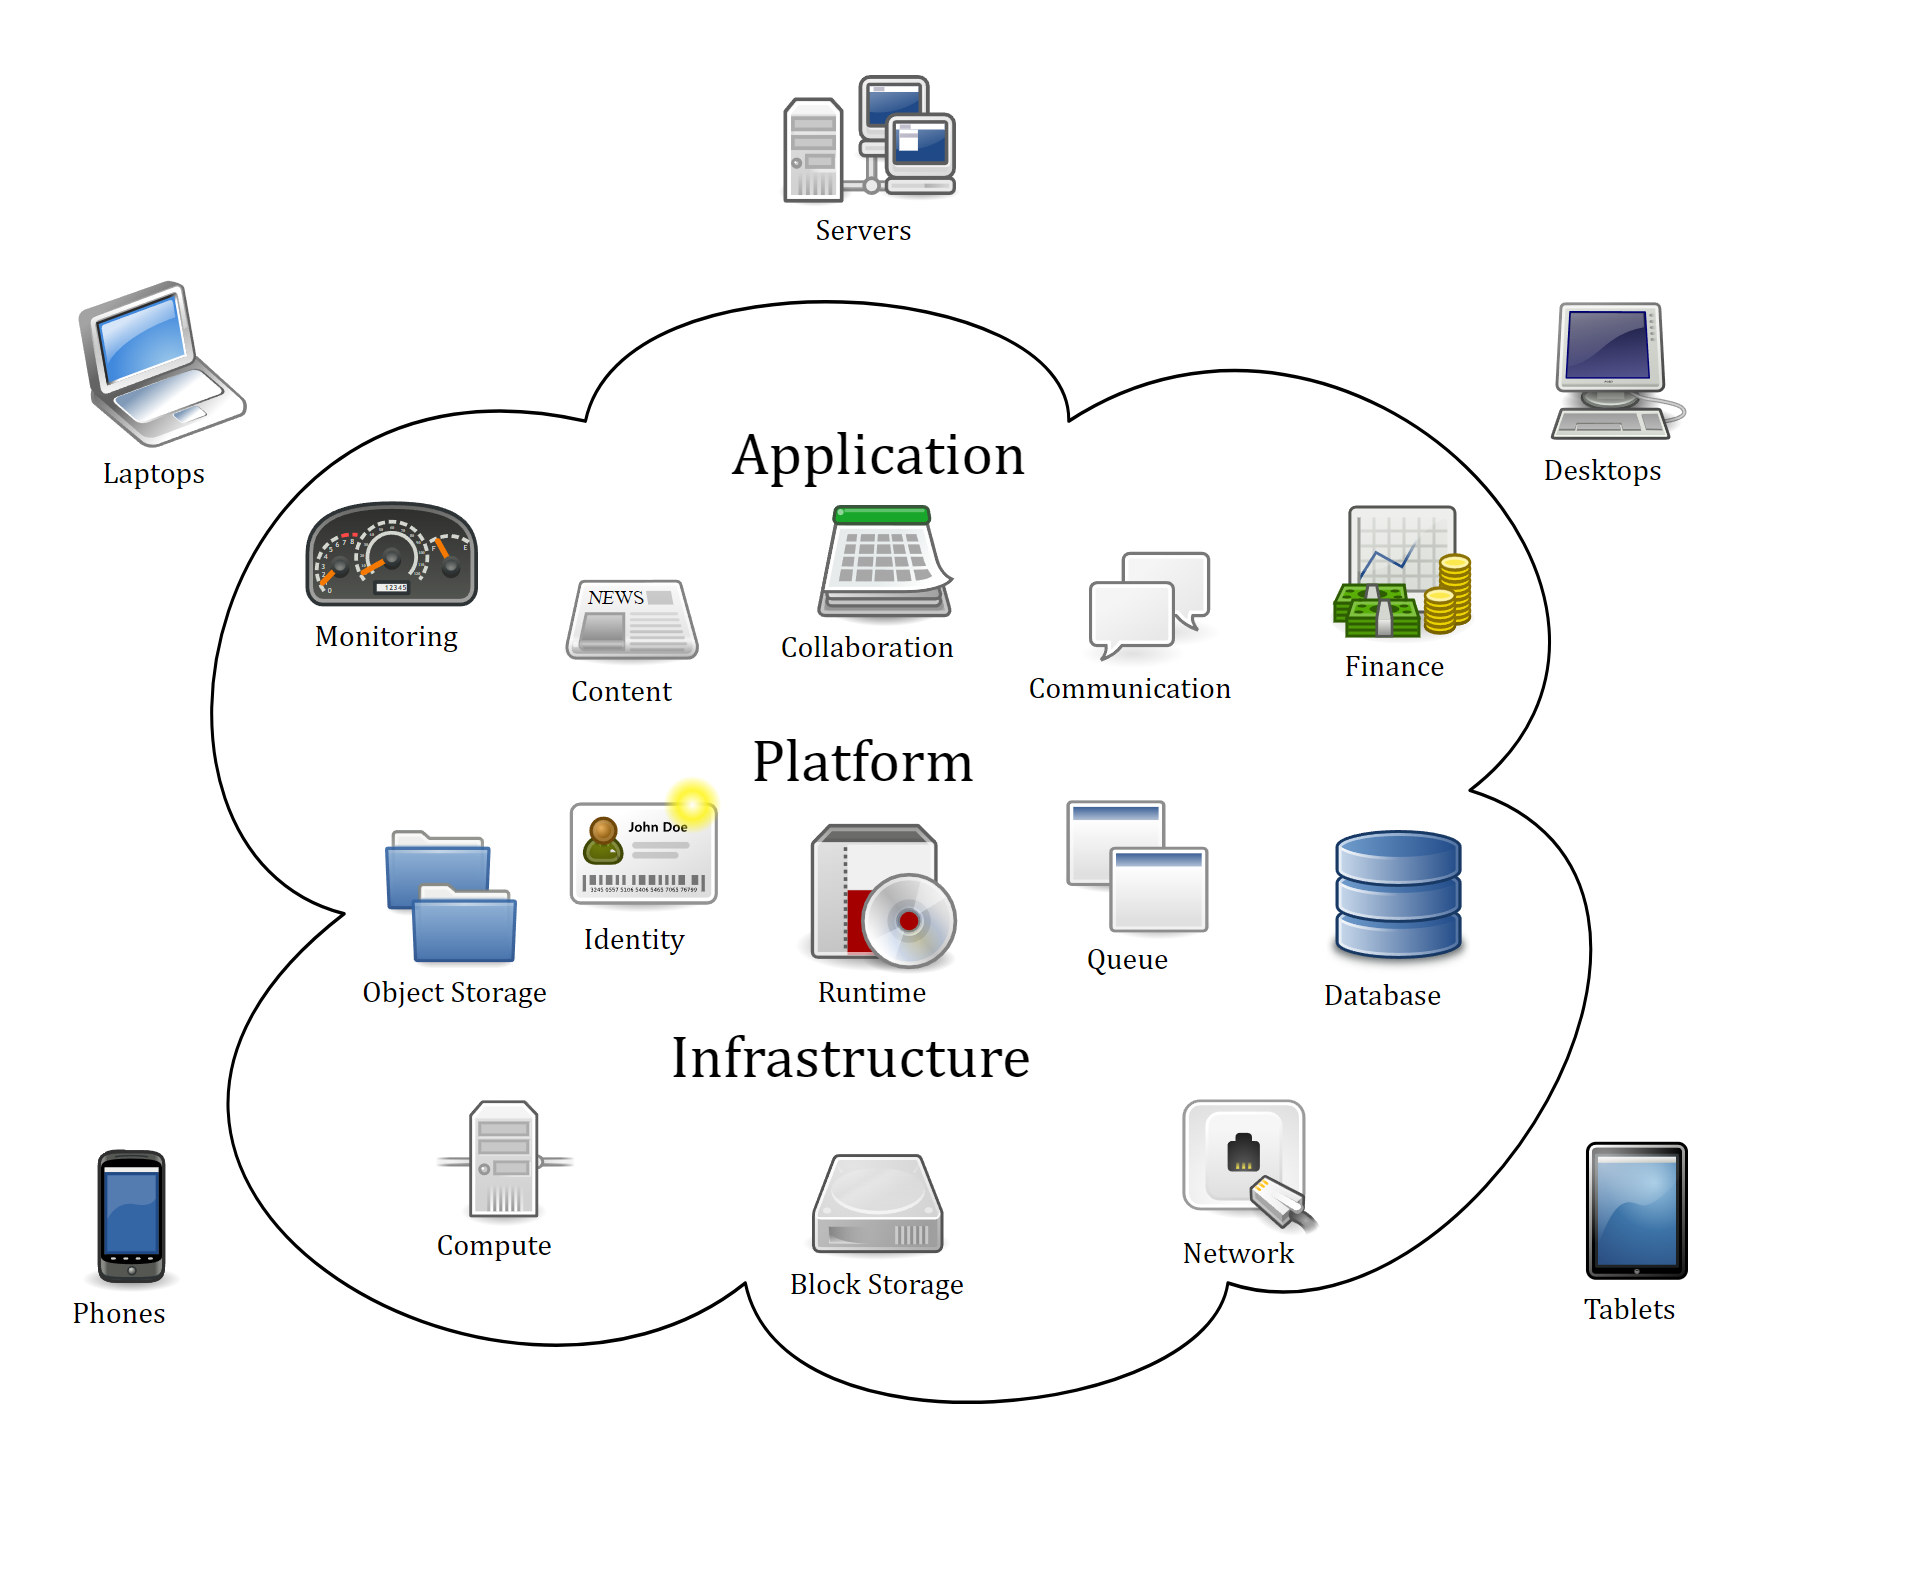 Servers
Laptops
Desktops
Application
Monitoring
NEWS
Content
Collaboration
Communication
Finance
Platform
John Doe
Identity
Object Storage
Runtime
Queue
Database
Infrastructure
Compute
Block Storage
Network
Phones
Tablets